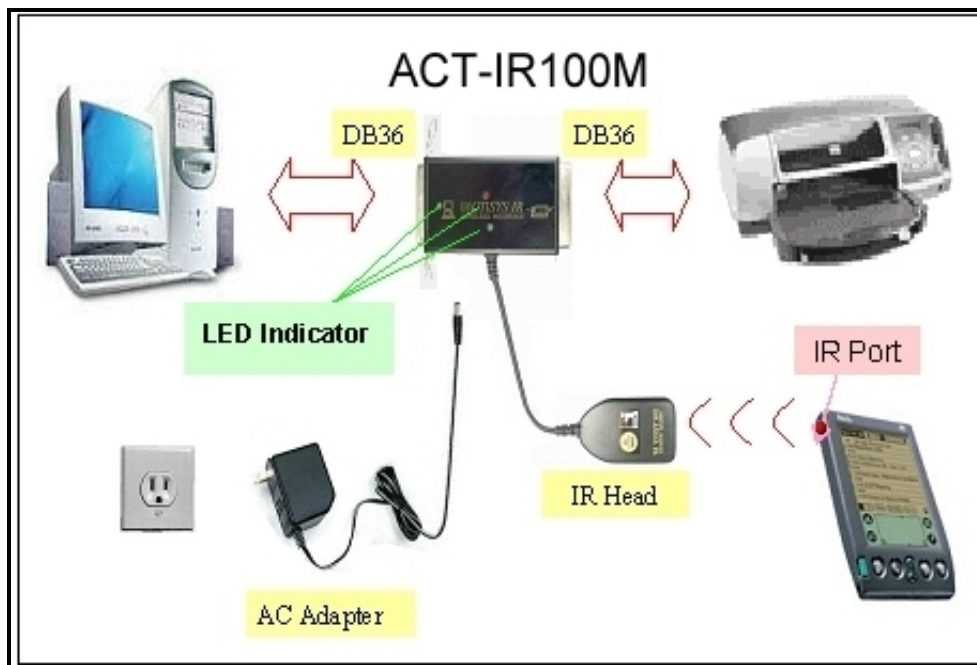 ACT-IR100M
DB36
DB36
LED Indicator
IR Port
IR Head
AC Adapter